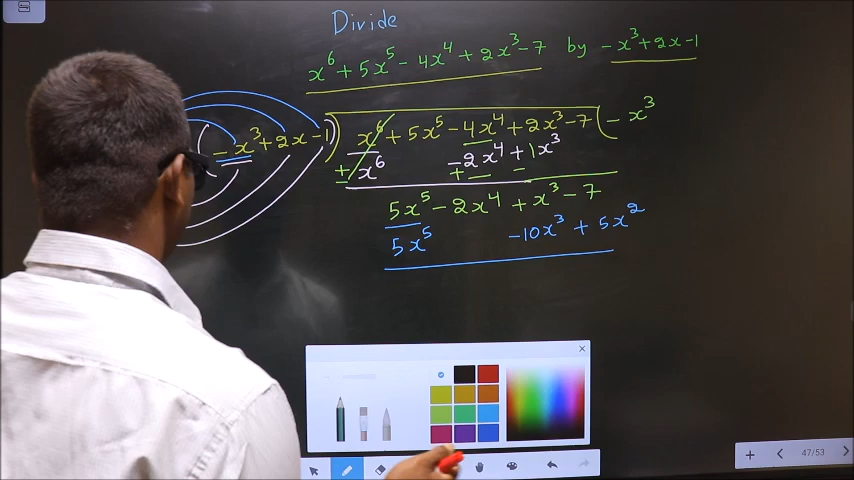 Divide
x⁶ + 5x⁵ - 4x⁴ + 2x³ - 7 by - x³ + 2x - 1
(- x³ + 2x - 1) ) x⁶ + 5x⁵ - 4x⁴ + 2x³ - 7 ( - x³
x⁶ - 2x⁴ + 1x³
- + -
5x⁵ - 2x⁴ + x³ - 7
5x⁵ - 10x³ + 5x²
47/53